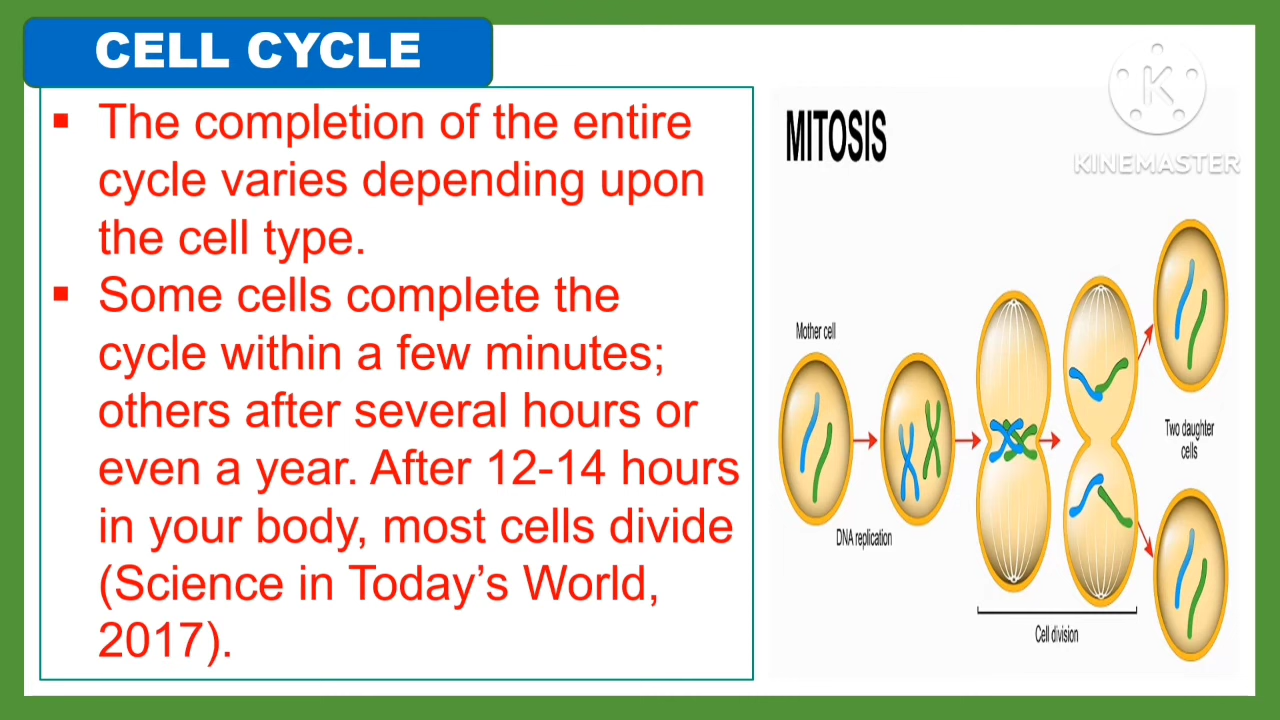 CELL CYCLE
▪ The completion of the entire
cycle varies depending upon
the cell type.
▪ Some cells complete the
cycle within a few minutes;
others after several hours or
even a year. After 12-14 hours
in your body, most cells divide
(Science in Today’s World,
2017).
MITOSIS
K
KINEMASTER
Mother cell
DNA replication
Cell division
Two daughter
cells